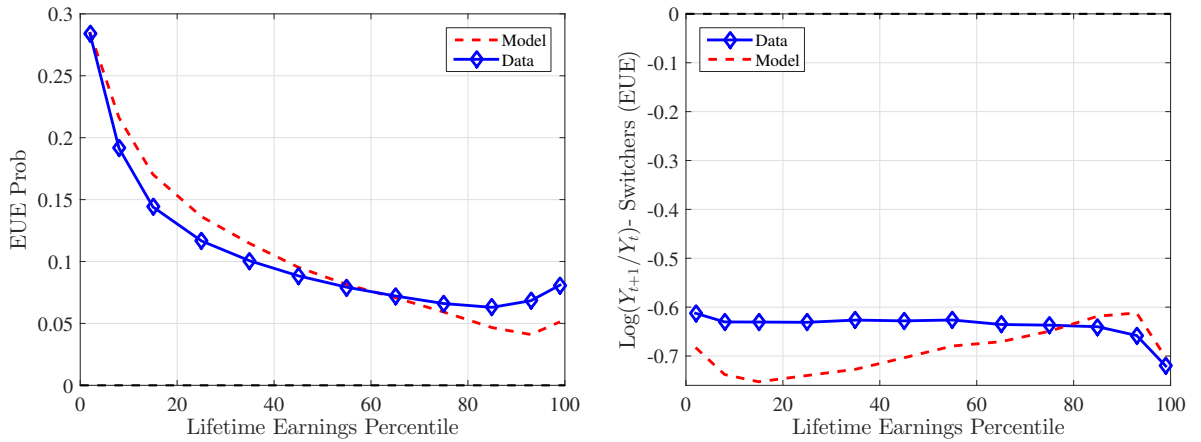 0.3
0.25
0.2
0.15
0.1
0.05
0
EUE Prob
Model
Data
0 20 40 60 80 100
Lifetime Earnings Percentile
0
-0.1
-0.2
-0.3
-0.4
-0.5
-0.6
-0.7
Log(Y_{t+1}/Y_t)- Switchers (EUE)
Data
Model
0 20 40 60 80 100
Lifetime Earnings Percentile